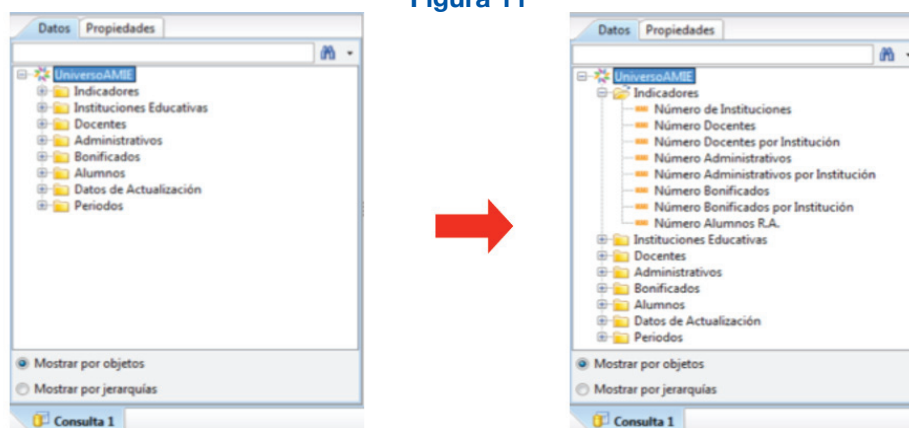 Figura 11
Datos Propiedades
UniversoAMIE
Indicadores
Instituciones Educativas
Docentes
Administrativos
Bonificados
Alumnos
Datos de Actualización
Periodos
Mostrar por objetos
Mostrar por jerarquías
Consulta 1
Datos Propiedades
UniversoAMIE
Indicadores
Número de Instituciones
Número Docentes
Número Docentes por Institución
Número Administrativos
Número Administrativos por Institución
Número Bonificados
Número Bonificados por Institución
Número Alumnos R.A.
Instituciones Educativas
Docentes
Administrativos
Bonificados
Alumnos
Datos de Actualización
Periodos
Mostrar por objetos
Mostrar por jerarquías
Consulta 1